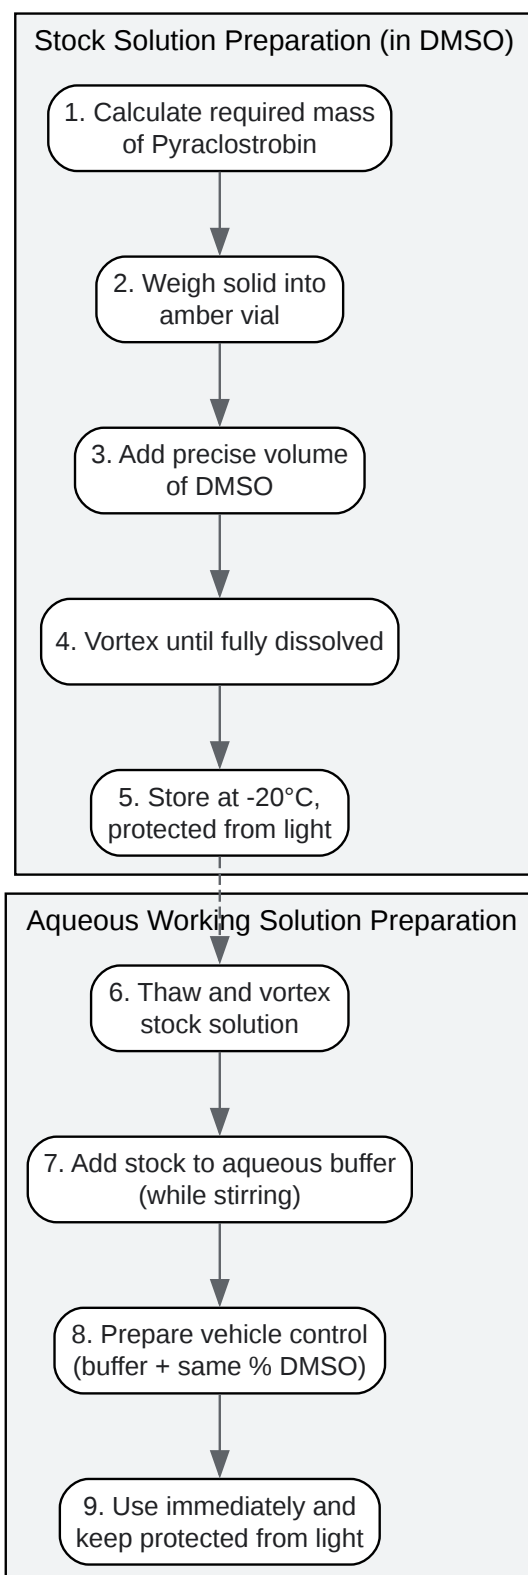 Stock Solution Preparation (in DMSO)
1. Calculate required mass
of Pyraclostrobin
2. Weigh solid into
amber vial
3. Add precise volume
of DMSO
4. Vortex until fully dissolved
5. Store at -20°C,
protected from light
Aqueous Working Solution Preparation
6. Thaw and vortex
stock solution
7. Add stock to aqueous buffer
(while stirring)
8. Prepare vehicle control
(buffer + same % DMSO)
9. Use immediately and
keep protected from light